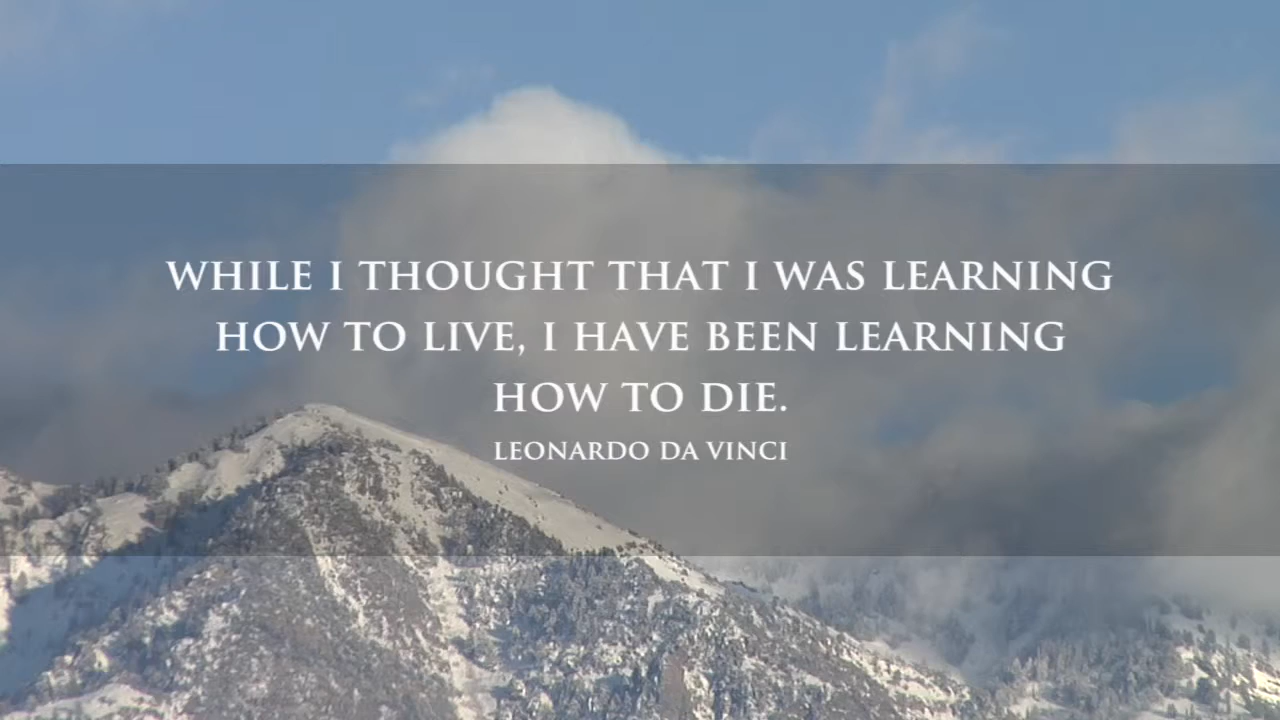 WHILE I THOUGHT THAT I WAS LEARNING
HOW TO LIVE, I HAVE BEEN LEARNING
HOW TO DIE.
LEONARDO DA VINCI